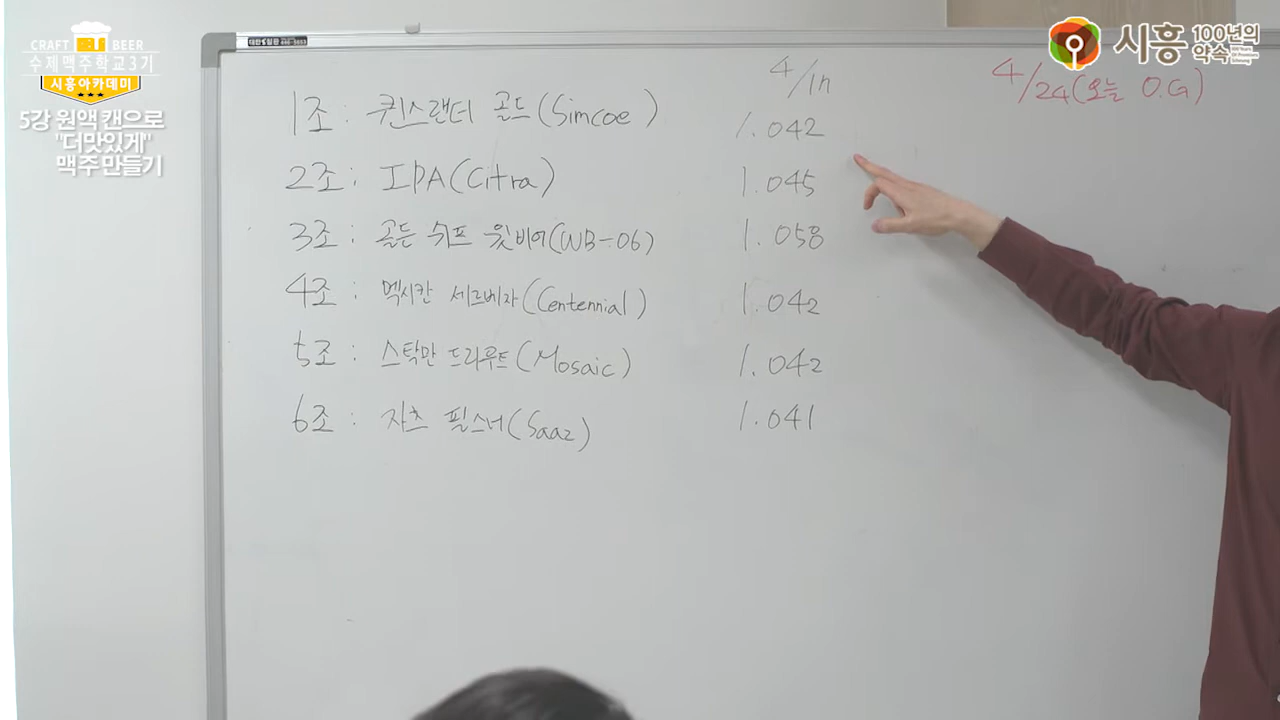 CRAFT BEER
수제맥주학교3기
시흥아카데미
5강 원액 캔으로
"더맛있게"
맥주 만들기
시흥 100년의 약속
4/17
4/24(오늘 O.G)
1조: 퀸스랜더 골드(Simcoe) 1.042
2조: IPA(Citra) 1.045
3조: 골든 쉬프 윗비어(WB-06) 1.058
4조: 멕시칸 세르베자(Centennial) 1.042
5조: 스탁만 드라우트(Mosaic) 1.042
6조: 자츠 필스너(Saaz) 1.041